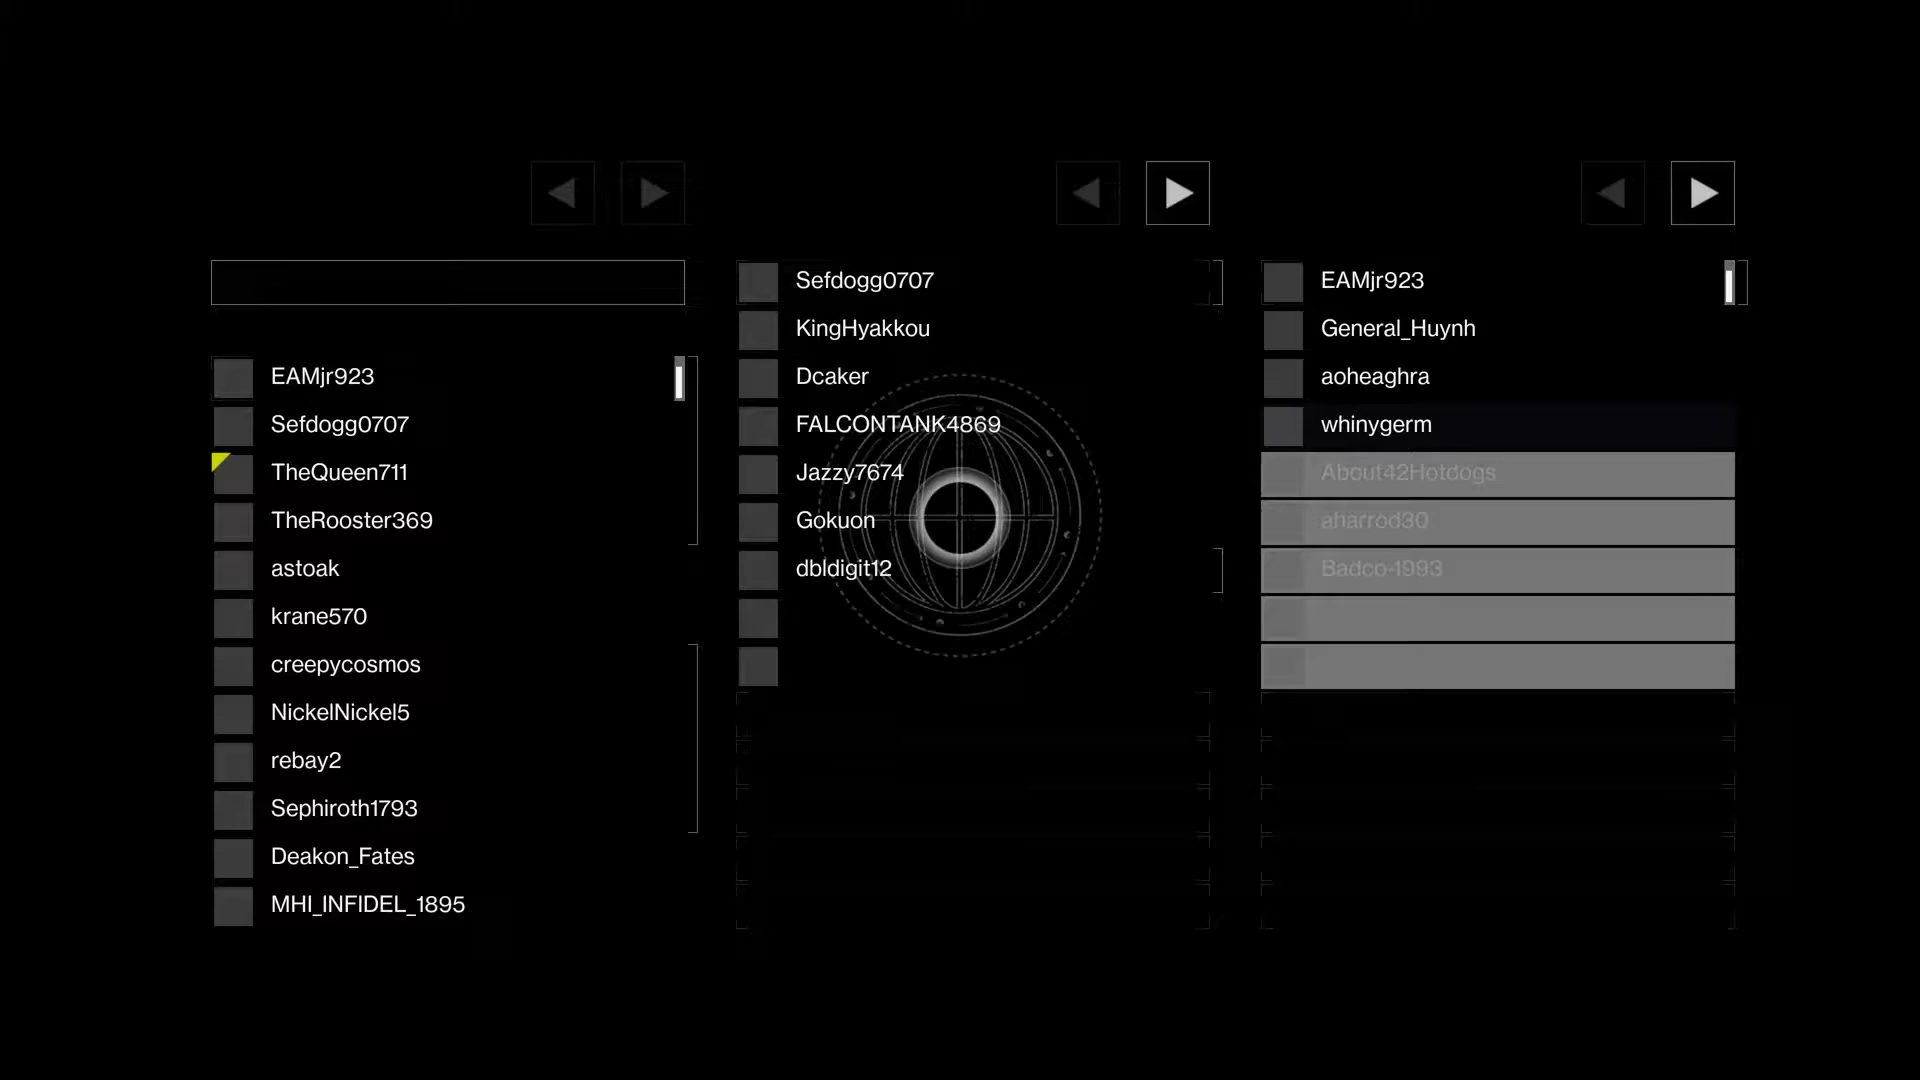 EAMjr923
Sefdogg0707
TheQueen711
TheRooster369
astoak
krane570
creepycosmos
NickelNickel5
rebay2
Sephiroth1793
Deakon_Fates
MHI_INFIDEL_1895
Sefdogg0707
KingHyakkou
Dcaker
FALCONTANK4869
Jazzy7674
Gokuon
dbldigit12
EAMjr923
General_Huynh
aoheaghra
whinygerm
About42Hotdogs
aharrod30
Badco-1993